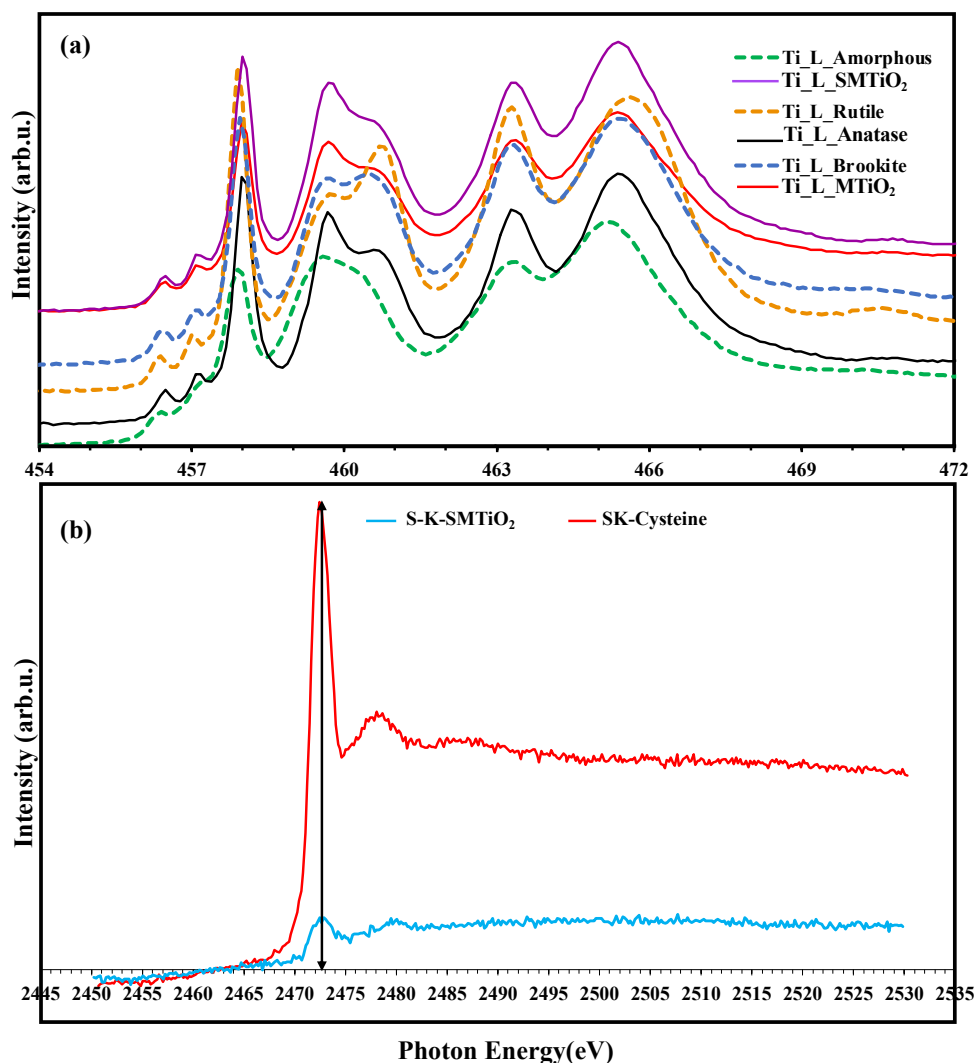 (a)
Ti_L_Amorphous
Ti_L_SMTiO₂
Ti_L_Rutile
Ti_L_Anatase
Ti_L_Brookite
Ti_L_MTiO₂
Intensity (arb.u.)
454 457 460 463 466 469 472
(b)
S-K-SMTiO₂ SK-Cysteine
Intensity (arb.u.)
2445 2450 2455 2460 2465 2470 2475 2480 2485 2490 2495 2500 2505 2510 2515 2520 2525 2530 2535
Photon Energy(eV)